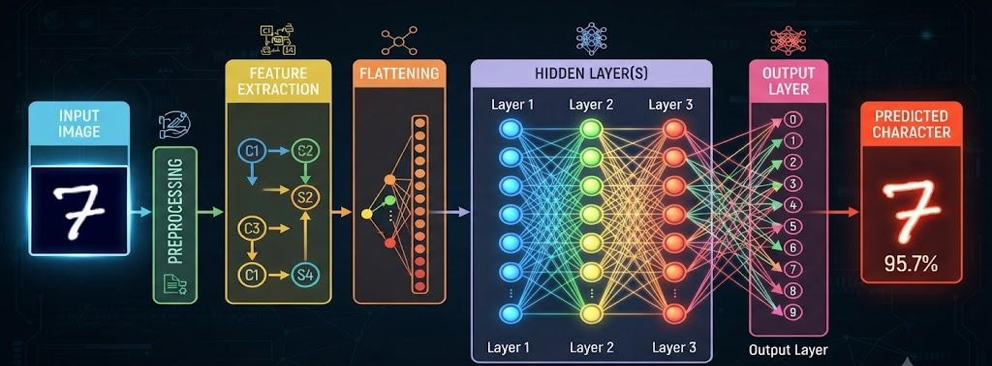 INPUT
IMAGE
7
PREPROCESSING
FEATURE
EXTRACTION
C1
C2
S2
C3
C1
S4
FLATTENING
HIDDEN LAYER(S)
Layer 1
Layer 2
Layer 3
Layer 1
Layer 2
Layer 3
OUTPUT
LAYER
0
1
2
3
4
5
6
7
8
9
Output Layer
PREDICTED
CHARACTER
7
95.7%